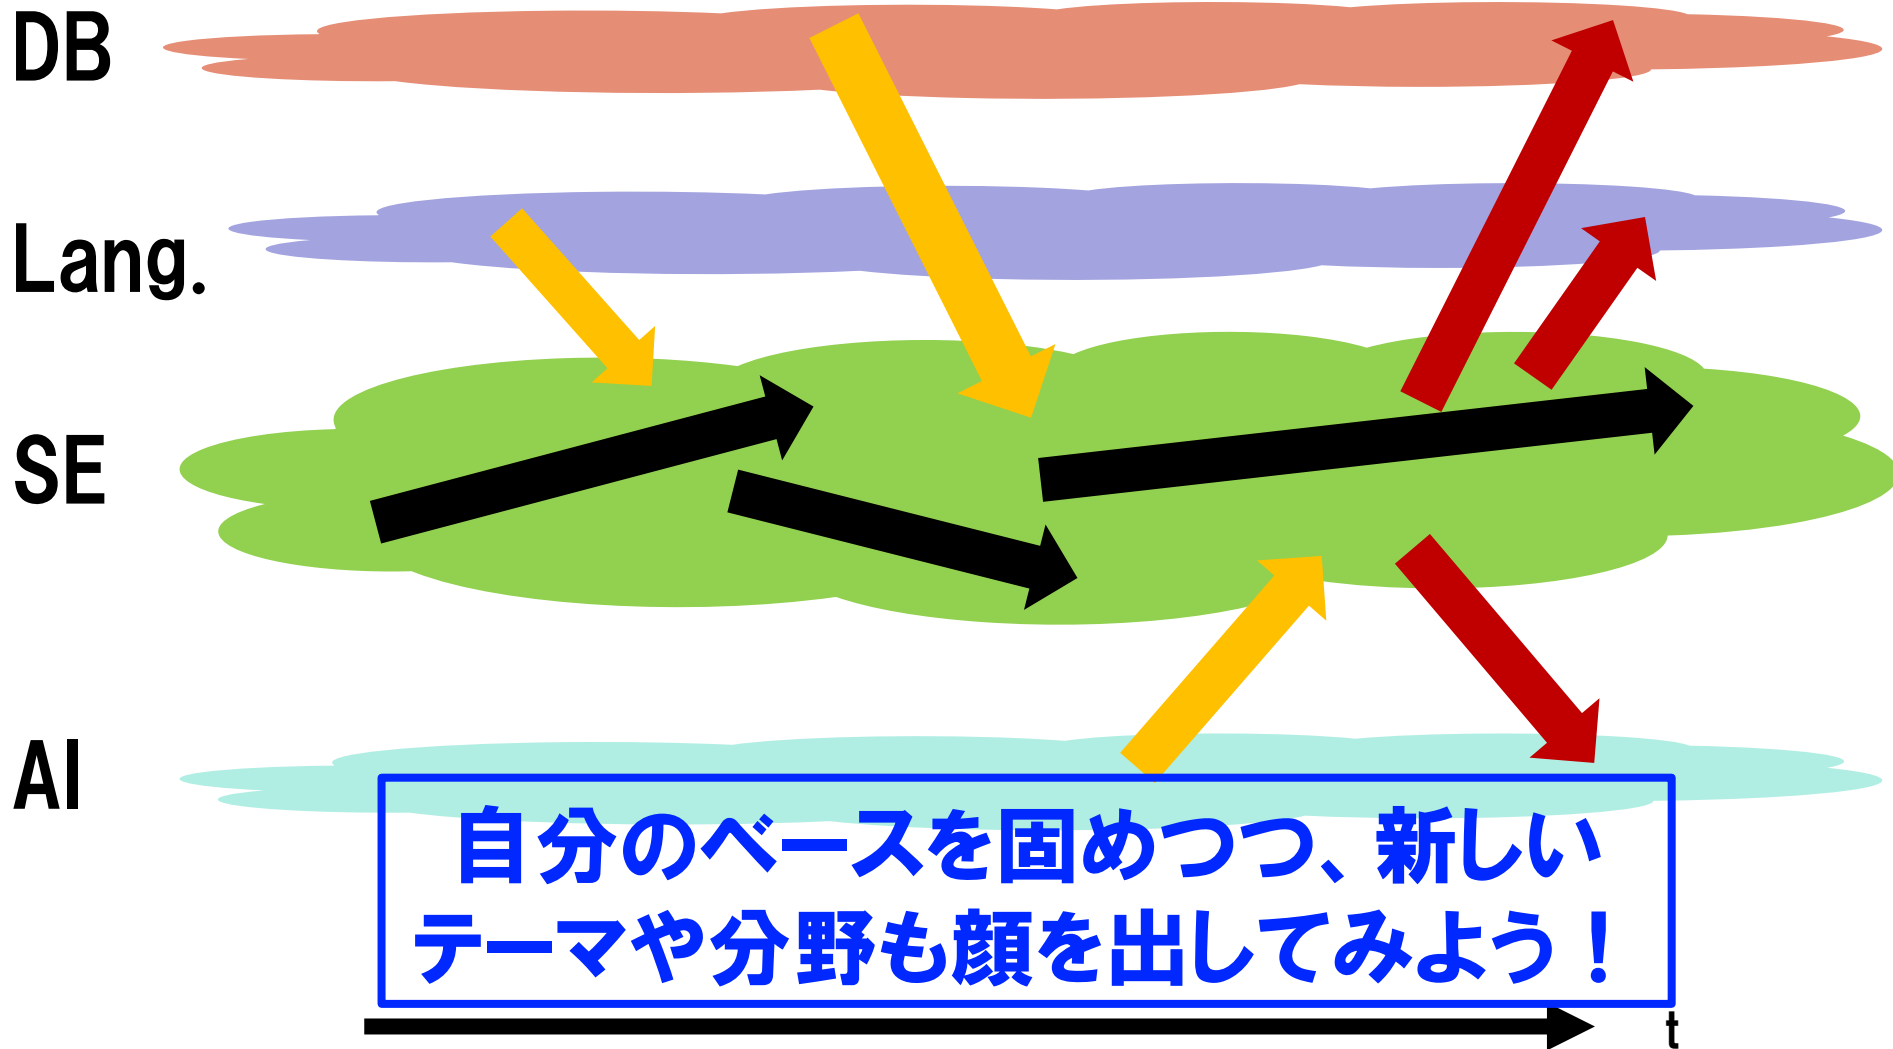 DB
Lang.
SE
AI
自分のベースを固めつつ、新しい
テーマや分野も顔を出してみよう！
t